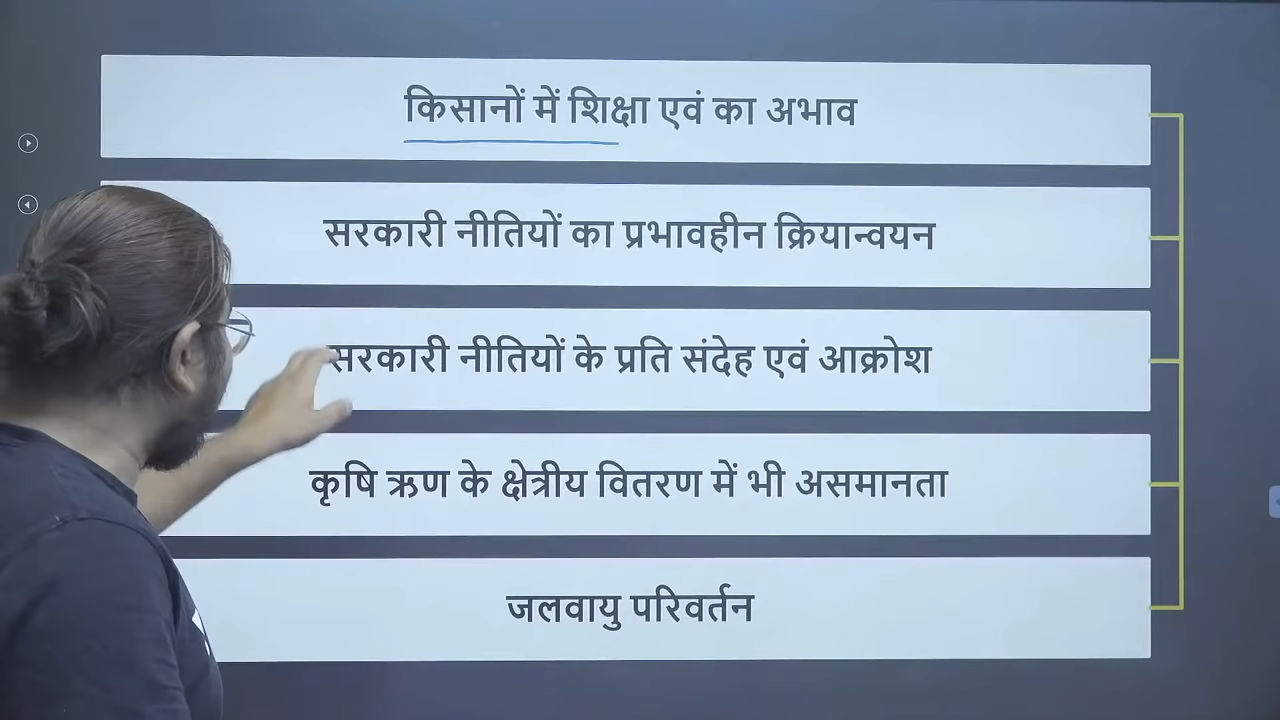 किसानों में शिक्षा एवं का अभाव
सरकारी नीतियों का प्रभावहीन क्रियान्वयन
सरकारी नीतियों के प्रति संदेह एवं आक्रोश
कृषि ऋण के क्षेत्रीय वितरण में भी असमानता
जलवायु परिवर्तन